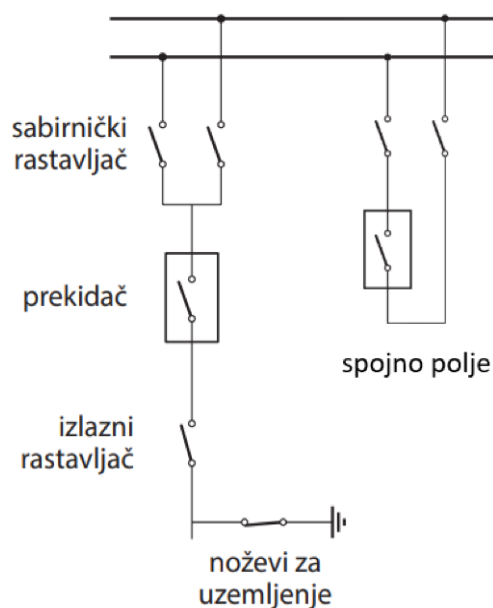 sabirnički
rastavljač
prekidač
spojno polje
izlazni
rastavljač
noževi za
uzemljenje